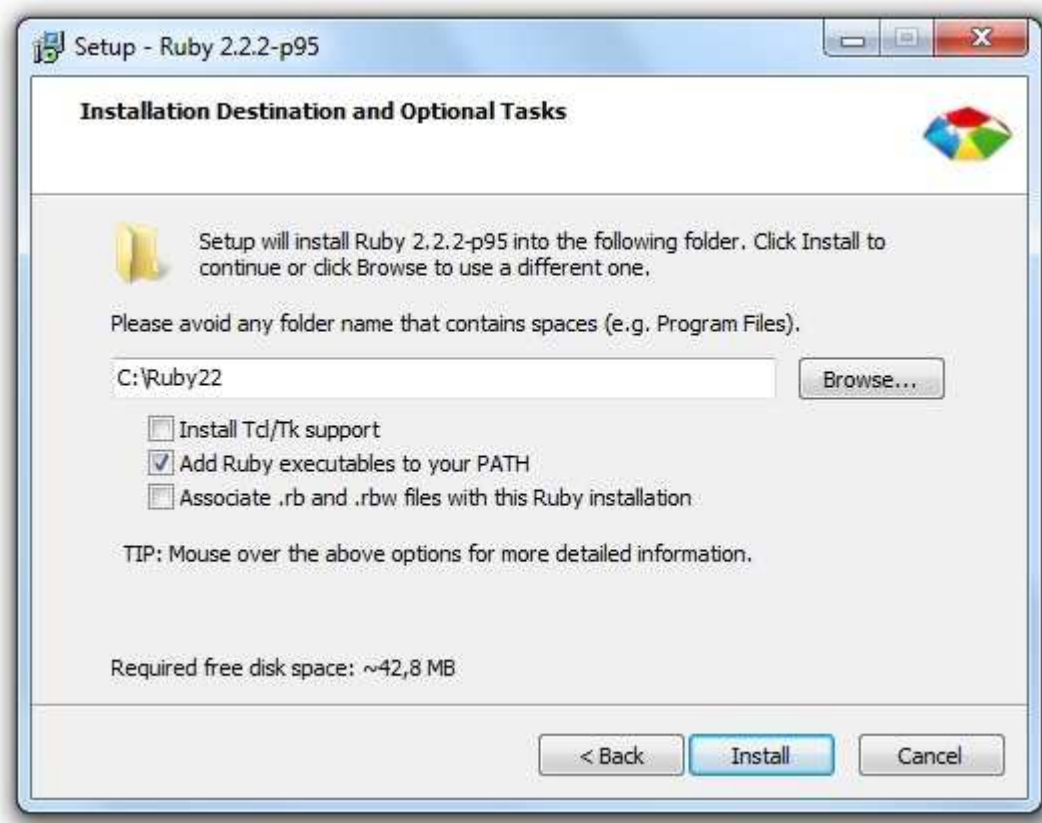 Setup - Ruby 2.2.2-p95
Installation Destination and Optional Tasks
Setup will install Ruby 2.2.2-p95 into the following folder. Click Install to
continue or click Browse to use a different one.
Please avoid any folder name that contains spaces (e.g. Program Files).
C:\Ruby22
Browse...
Install Tcl/Tk support
Add Ruby executables to your PATH
Associate .rb and .rbw files with this Ruby installation
TIP: Mouse over the above options for more detailed information.
Required free disk space: ~42,8 MB
< Back
Install
Cancel